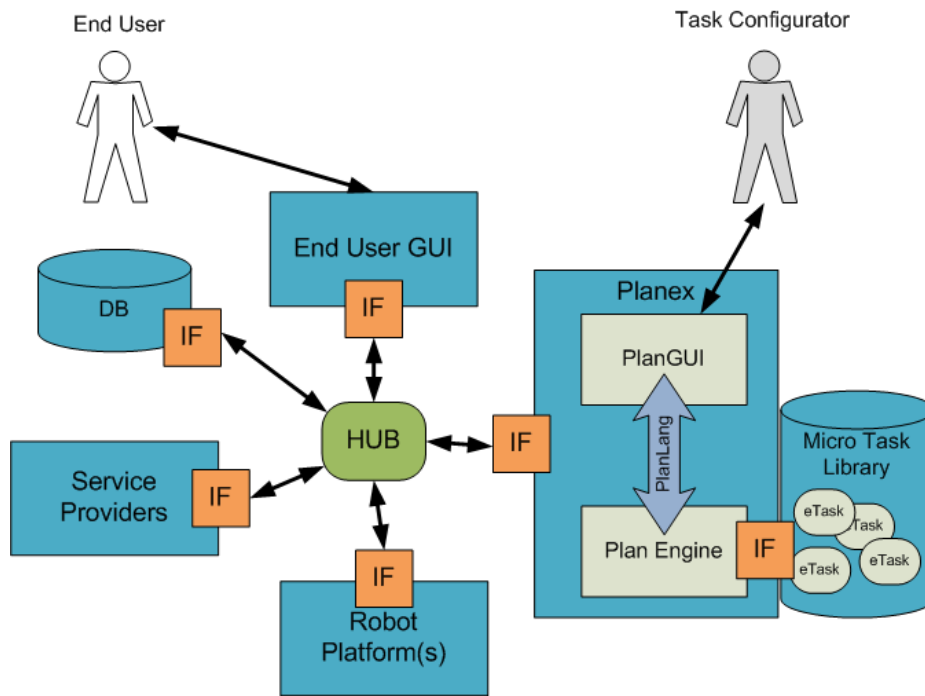 End User
Task Configurator
End User GUI
IF
DB
IF
Planex
PlanGUI
HUB
IF
PlanLang
Micro Task
Library
Service
Providers
IF
eTask
eTask
eTask
eTask
Plan Engine
IF
IF
Robot
Platform(s)